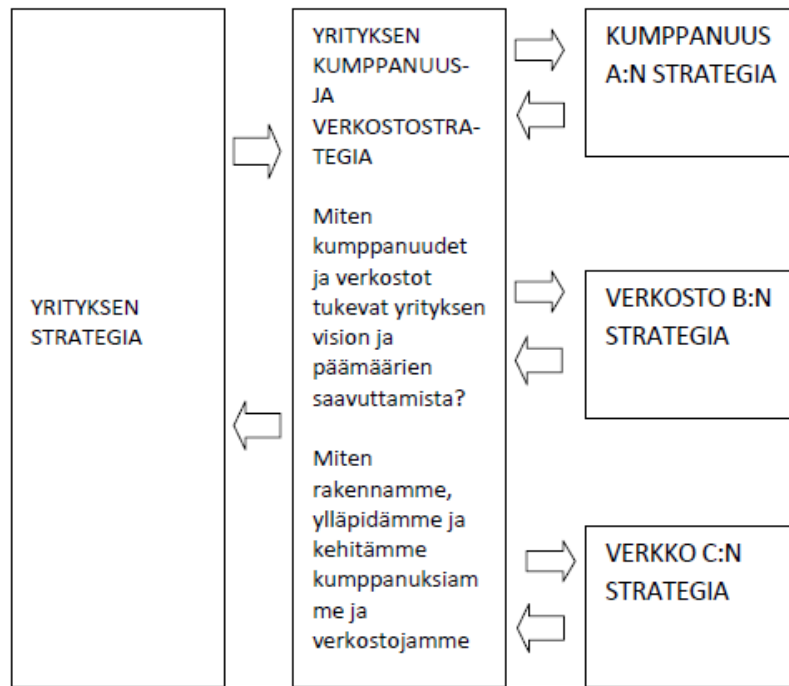 YRITYKSEN
STRATEGIA
YRITYKSEN
KUMPPANUUS-
JA
VERKOSTOSTRA-
TEGIA
Miten
kumppanuudet
ja verkostot
tukevat yrityksen
vision ja
päämäärien
saavuttamista?
Miten
rakennamme,
ylläpidämme ja
kehitämme
kumppanuksiam
me ja
verkostojamme
KUMPPANUUS
A:N STRATEGIA
VERKOSTO B:N
STRATEGIA
VERKKO C:N
STRATEGIA